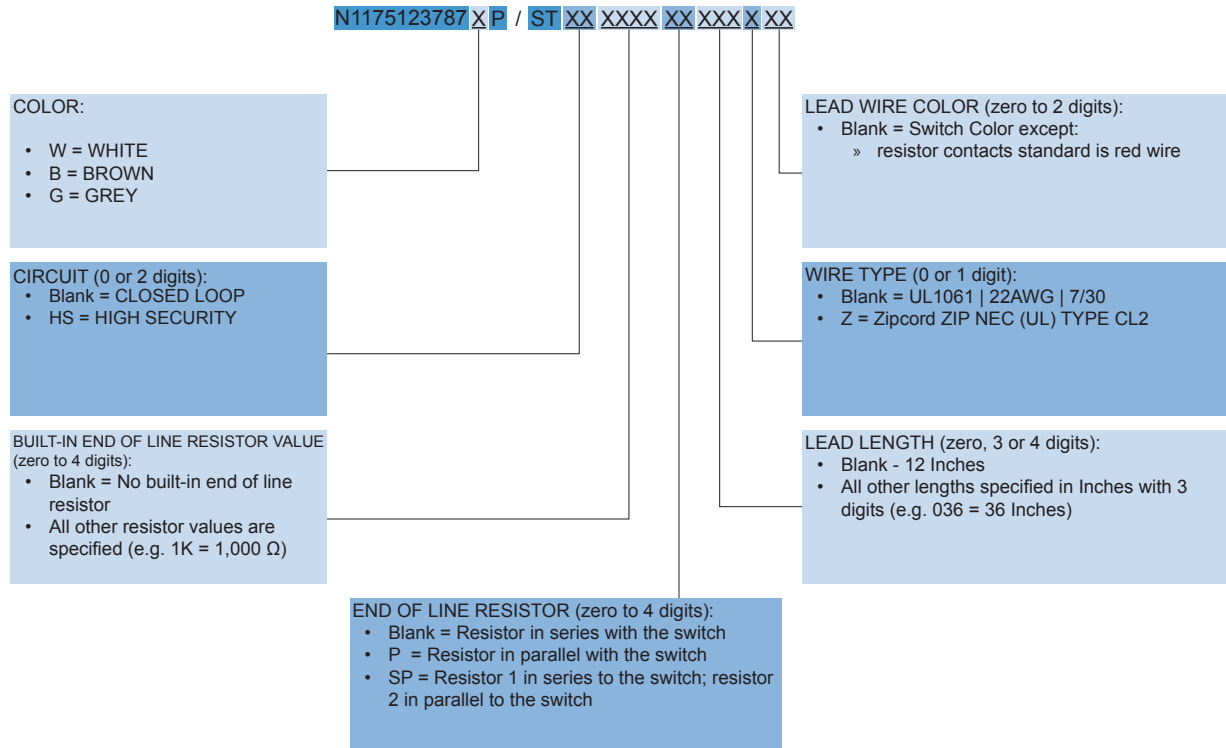 N1175123787 X P / ST XX XXXX XX XXX X XX
COLOR:
• W = WHITE
• B = BROWN
• G = GREY
CIRCUIT (0 or 2 digits):
• Blank = CLOSED LOOP
• HS = HIGH SECURITY
BUILT-IN END OF LINE RESISTOR VALUE
(zero to 4 digits):
• Blank = No built-in end of line
resistor
• All other resistor values are
specified (e.g. 1K = 1,000 Ω)
END OF LINE RESISTOR (zero to 4 digits):
• Blank = Resistor in series with the switch
• P = Resistor in parallel with the switch
• SP = Resistor 1 in series to the switch; resistor
2 in parallel to the switch
LEAD WIRE COLOR (zero to 2 digits):
• Blank = Switch Color except:
» resistor contacts standard is red wire
WIRE TYPE (0 or 1 digit):
• Blank = UL1061 | 22AWG | 7/30
• Z = Zipcord ZIP NEC (UL) TYPE CL2
LEAD LENGTH (zero, 3 or 4 digits):
• Blank - 12 Inches
• All other lengths specified in Inches with 3
digits (e.g. 036 = 36 Inches)